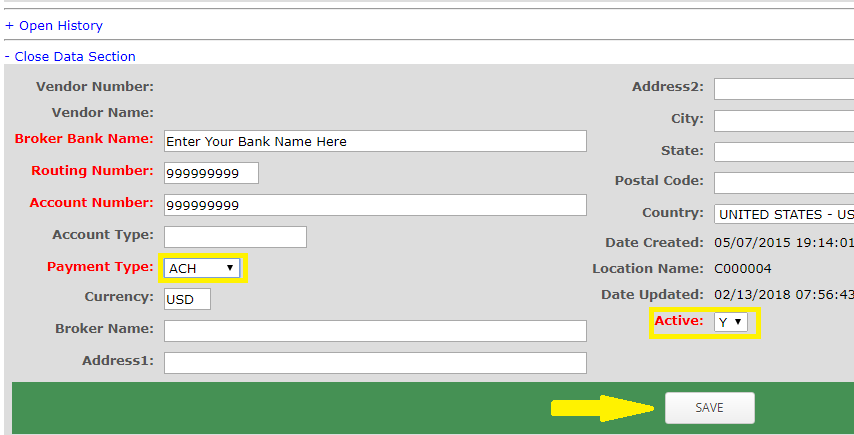 + Open History
- Close Data Section
Vendor Number:
Vendor Name:
Broker Bank Name: Enter Your Bank Name Here
Routing Number: 999999999
Account Number: 999999999
Account Type:
Payment Type: ACH
Currency: USD
Broker Name:
Address1:
Address2:
City:
State:
Postal Code:
Country: UNITED STATES - US
Date Created: 05/07/2015 19:14:01
Location Name: C000004
Date Updated: 02/13/2018 07:56:43
Active: Y
SAVE